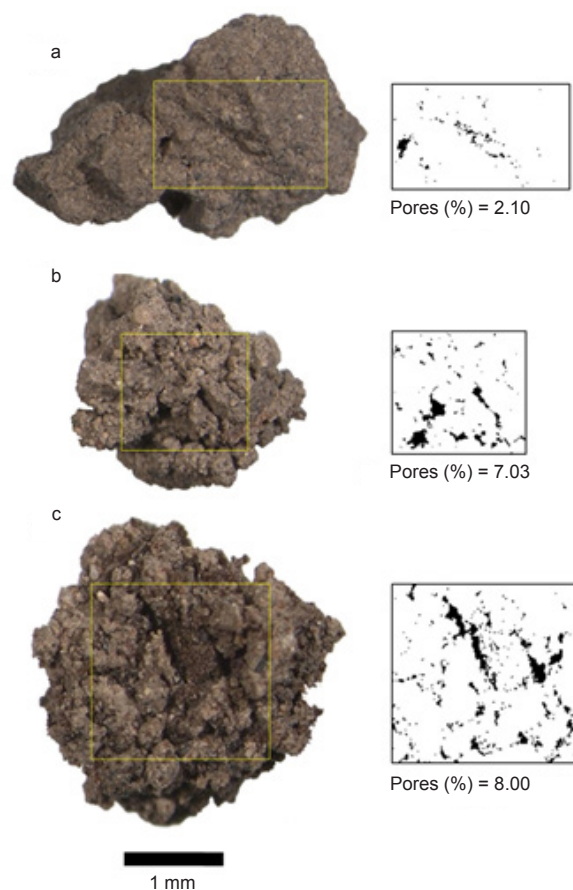 a
Pores (%) = 2.10
b
Pores (%) = 7.03
c
Pores (%) = 8.00
1 mm